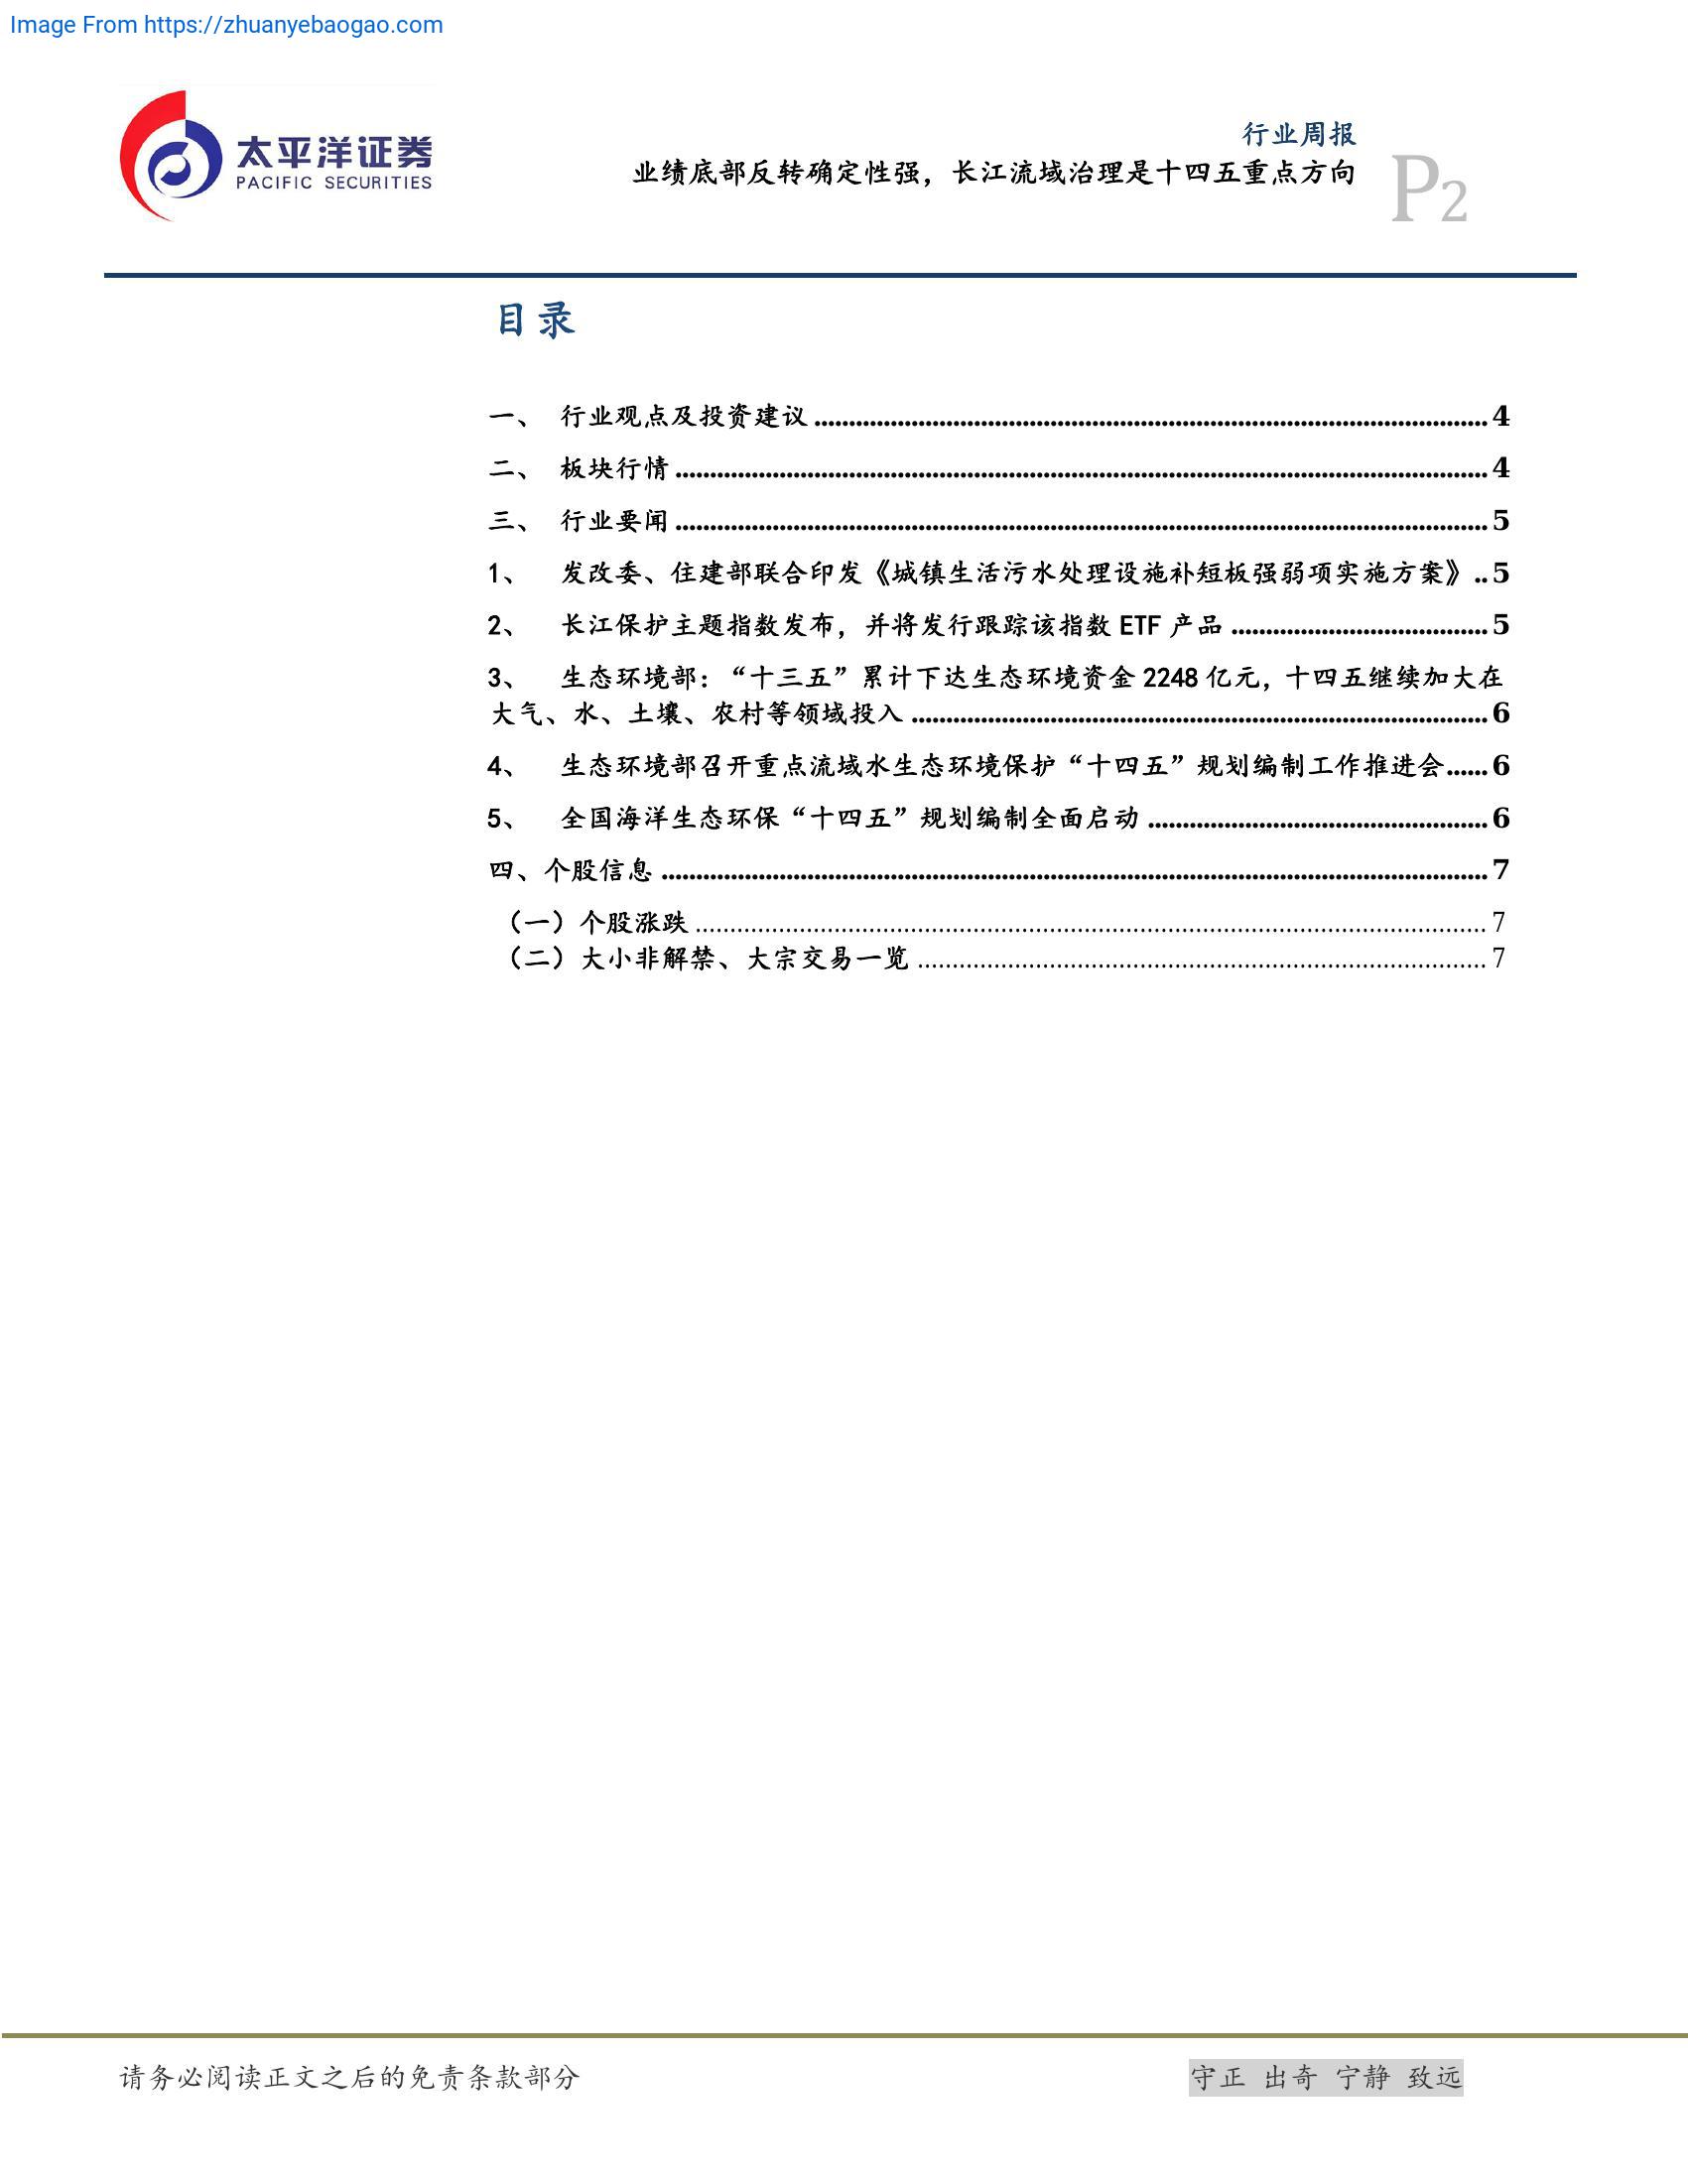 Image From https://zhuanyebaogao.com
太平洋证券
PACIFIC SECURITIES
行业周报
业绩底部反转确定性强，长江流域治理是十四五重点方向
P2
目录
一、 行业观点及投资建议 4
二、 板块行情 4
三、 行业要闻 5
1、 发改委、住建部联合印发《城镇生活污水处理设施补短板强弱项实施方案》 5
2、 长江保护主题指数发布，并将发行跟踪该指数 ETF 产品 5
3、 生态环境部：“十三五”累计下达生态环境资金 2248 亿元，十四五继续加大在
大气、水、土壤、农村等领域投入 6
4、 生态环境部召开重点流域水生态环境保护“十四五”规划编制工作推进会 6
5、 全国海洋生态环保“十四五”规划编制全面启动 6
四、个股信息 7
（一）个股涨跌 7
（二）大小非解禁、大宗交易一览 7
请务必阅读正文之后的免责条款部分
守正 出奇 宁静 致远